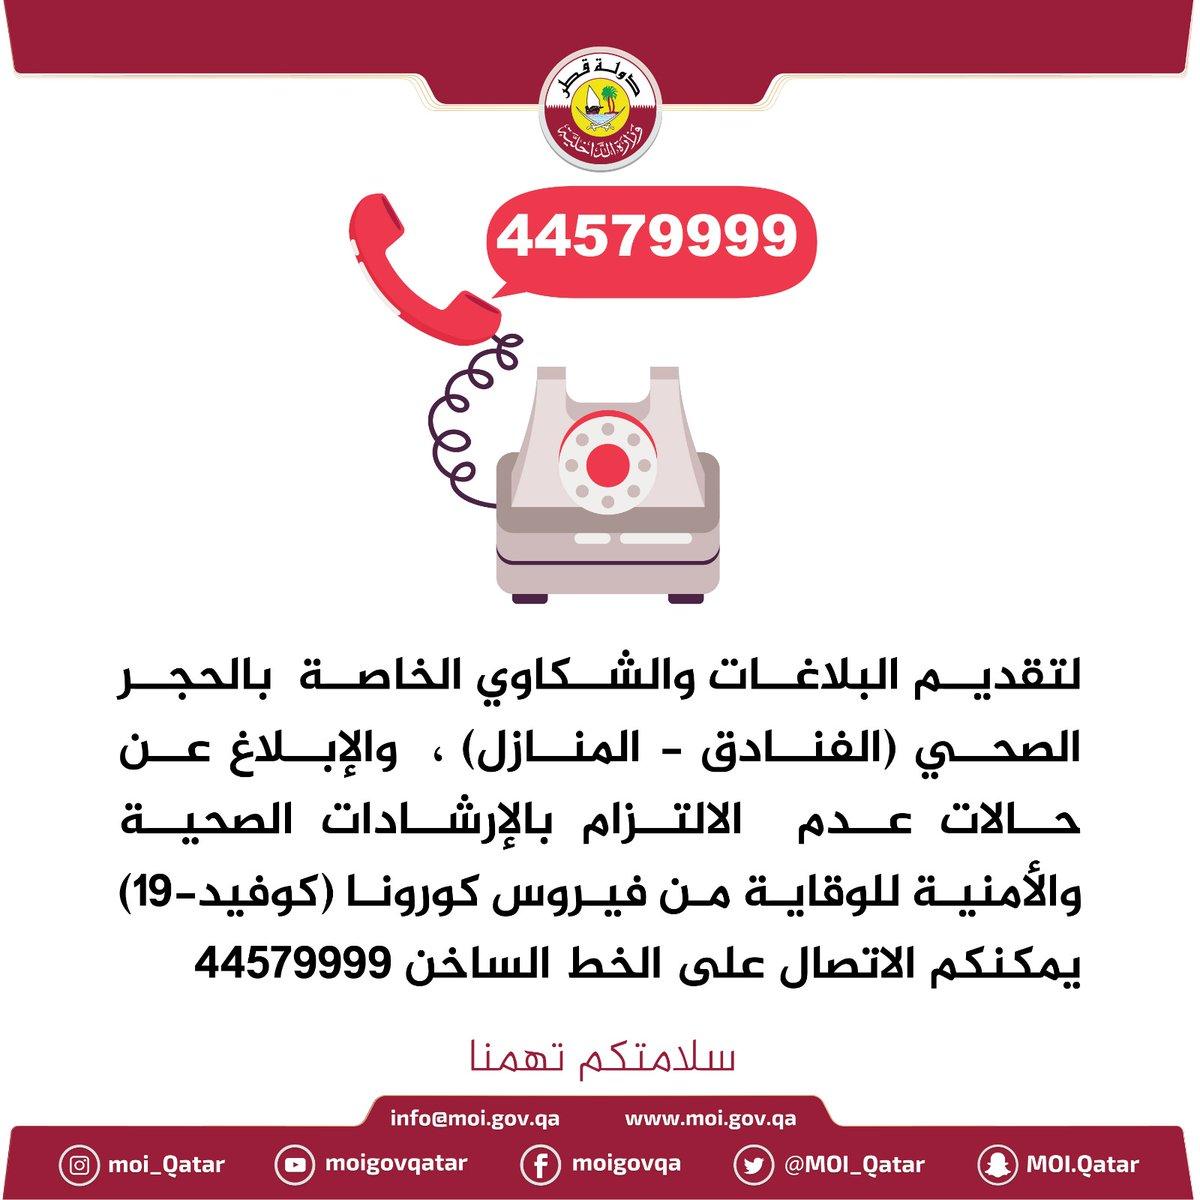 دولة قطر
وزارة الداخلية
44579999
لتقديم البلاغات والشكاوي الخاصة بالحجر
الصحي (الفنادق - المنازل) ، والإبلاغ عن
حالات عدم الالتزام بالإرشادات الصحية
والأمنية للوقاية من فيروس كورونا (كوفيد-19)
يمكنكم الاتصال على الخط الساخن 44579999
سلامتكم تهمنا
info@moi.gov.qa www.moi.gov.qa
moi_Qatar moigovqatar moigovqa @MOI_Qatar MOI.Qatar